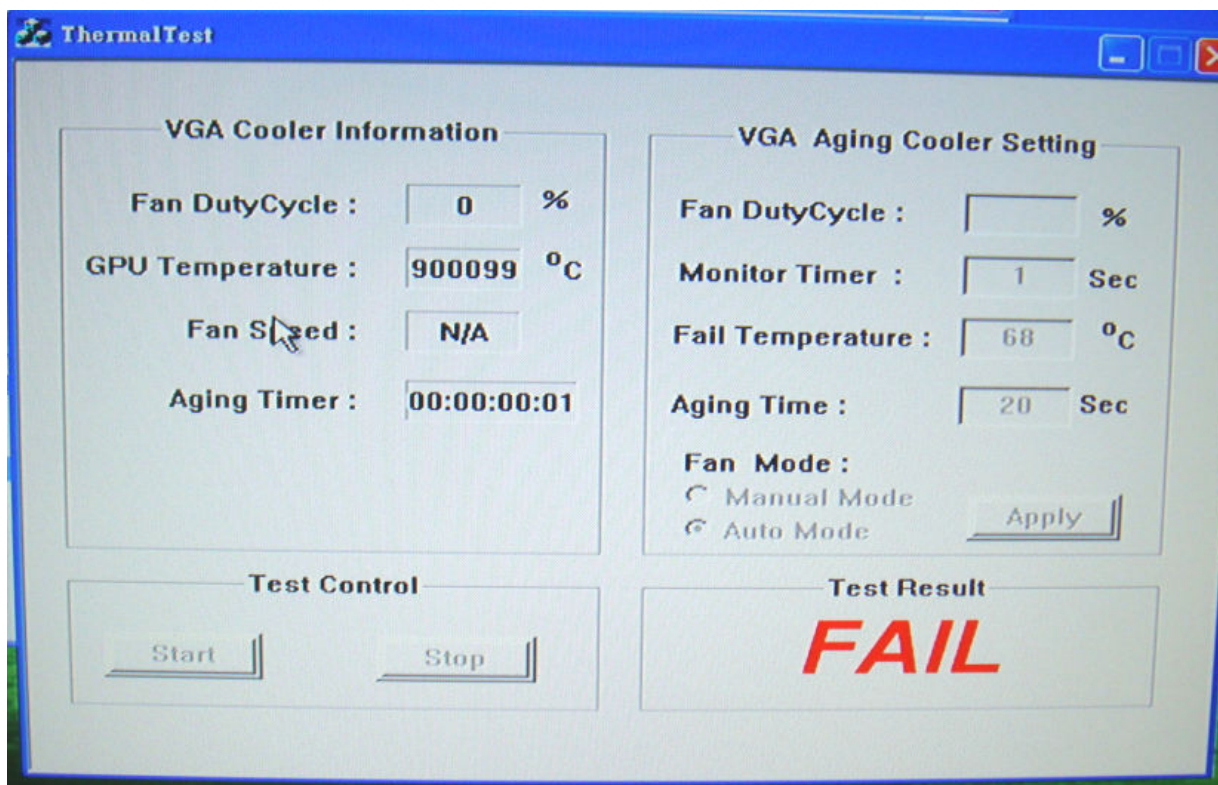 ThermalTest
VGA Cooler Information
Fan DutyCycle : 0 %
GPU Temperature : 900099 °C
Fan Speed : N/A
Aging Timer : 00:00:00:01
VGA Aging Cooler Setting
Fan DutyCycle : %
Monitor Timer : 1 Sec
Fail Temperature : 68 °C
Aging Time : 20 Sec
Fan Mode :
Manual Mode
Auto Mode
Apply
Test Control
Start Stop
Test Result
FAIL